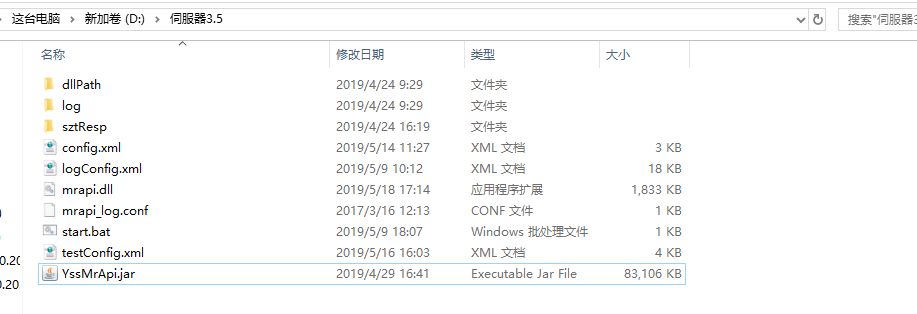 这台电脑 > 新加卷 (D:) > 伺服器3.5
搜索"伺服器3
名称 修改日期 类型 大小
dllPath 2019/4/24 9:29 文件夹
log 2019/4/24 9:29 文件夹
sztResp 2019/4/24 16:19 文件夹
config.xml 2019/5/14 11:27 XML 文档 3 KB
logConfig.xml 2019/5/9 10:12 XML 文档 18 KB
mrapi.dll 2019/5/18 17:14 应用程序扩展 1,833 KB
mrapi_log.conf 2017/3/16 12:13 CONF 文件 1 KB
start.bat 2019/5/9 18:07 Windows 批处理文件 1 KB
testConfig.xml 2019/5/16 16:03 XML 文档 4 KB
0.20
YssMrApi.jar 2019/4/29 16:41 Executable Jar File 83,106 KB
0.20